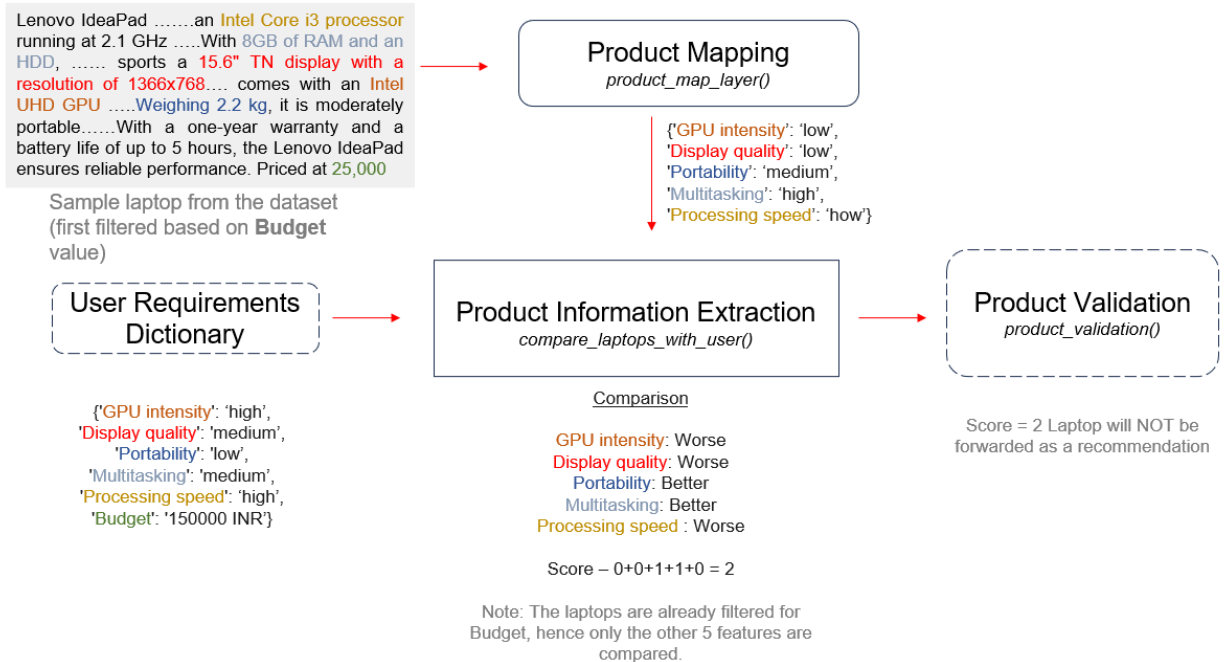 Lenovo IdeaPad …….an Intel Core i3 processor
running at 2.1 GHz …..With 8GB of RAM and an
HDD, …… sports a 15.6" TN display with a
resolution of 1366x768…. comes with an Intel
UHD GPU …..Weighing 2.2 kg, it is moderately
portable……With a one-year warranty and a
battery life of up to 5 hours, the Lenovo IdeaPad
ensures reliable performance. Priced at 25,000
Sample laptop from the dataset
(first filtered based on Budget
value)
Product Mapping
product_map_layer()
{'GPU intensity': ‘low’,
'Display quality': ‘low’,
'Portability': ‘medium’,
'Multitasking': ‘high’,
'Processing speed': ‘how’}
User Requirements
Dictionary
{'GPU intensity': ‘high’,
'Display quality': 'medium’,
'Portability': 'low’,
'Multitasking': 'medium’,
'Processing speed': ‘high’,
'Budget': '150000 INR’}
Product Information Extraction
compare_laptops_with_user()
Comparison
GPU intensity: Worse
Display quality: Worse
Portability: Better
Multitasking: Better
Processing speed : Worse
Score – 0+0+1+1+0 = 2
Note: The laptops are already filtered for
Budget, hence only the other 5 features are
compared.
Product Validation
product_validation()
Score = 2 Laptop will NOT be
forwarded as a recommendation